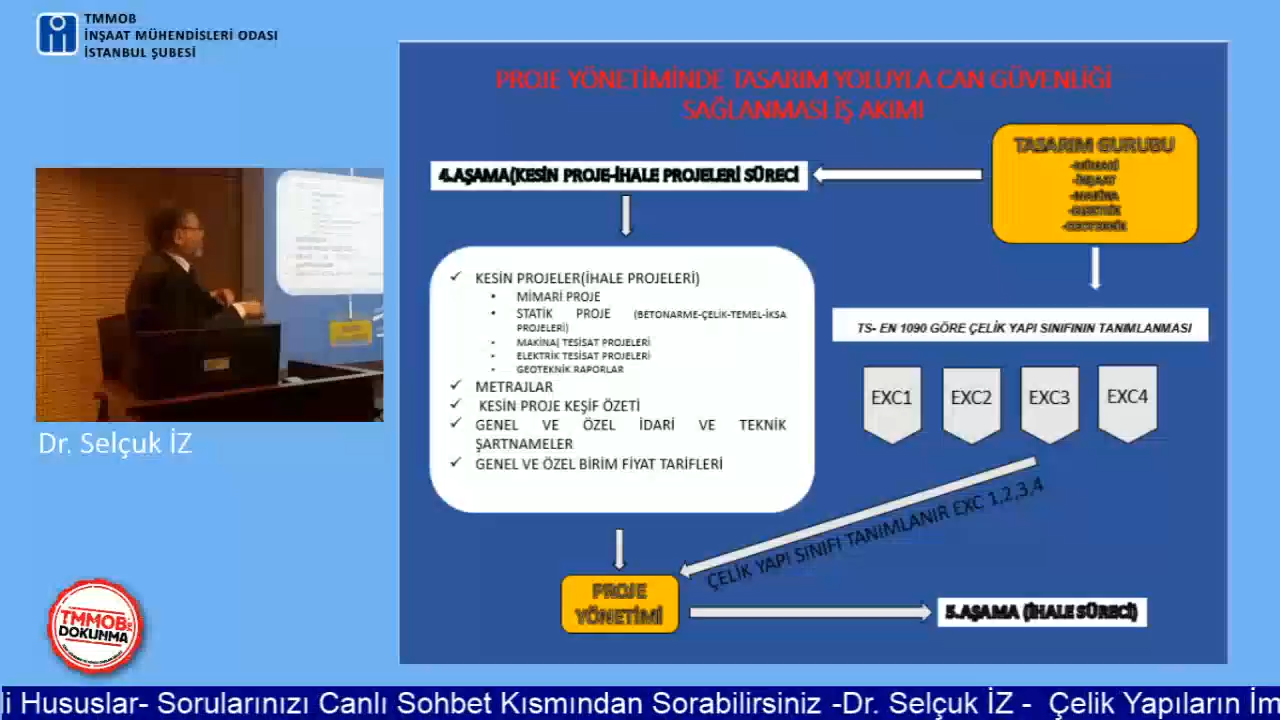 TMMOB
İNŞAAT MÜHENDİSLERİ ODASI
İSTANBUL ŞUBESİ
PROJE YÖNETİMİNDE TASARIM YOLUYLA CAN GÜVENLİĞİ
SAĞLANMASI İŞ AKIMI
TASARIM GURUBU
-MİMARİ
-İNŞAAT
-MAKİNA
-ELEKTRİK
-GEOTEKNİK
4.AŞAMA(KESİN PROJE-İHALE PROJELERİ SÜRECİ
✓ KESİN PROJELER(İHALE PROJELERİ)
• MİMARİ PROJE
• STATİK PROJE (BETONARME-ÇELİK-TEMEL-İKSA
PROJELERİ)
• MAKİNA( TESİSAT PROJELERİ
• ELEKTRİK TESİSAT PROJELERİ
• GEOTEKNİK RAPORLAR
✓ METRAJLAR
✓ KESİN PROJE KEŞİF ÖZETİ
✓ GENEL VE ÖZEL İDARİ VE TEKNİK
ŞARTNAMELER
✓ GENEL VE ÖZEL BİRİM FİYAT TARİFLERİ
TS- EN 1090 GÖRE ÇELİK YAPI SINIFININ TANIMLANMASI
EXC1 EXC2 EXC3 EXC4
ÇELİK YAPI SINIFI TANIMLANIR EXC 1,2,3,4
PROJE
YÖNETİMİ
5.AŞAMA (İHALE SÜRECİ)
Dr. Selçuk İZ
TMMOB'
DOKUNMA
li Hususlar- Sorularınızı Canlı Sohbet Kısmından Sorabilirsiniz -Dr. Selçuk İZ - Çelik Yapıların İm